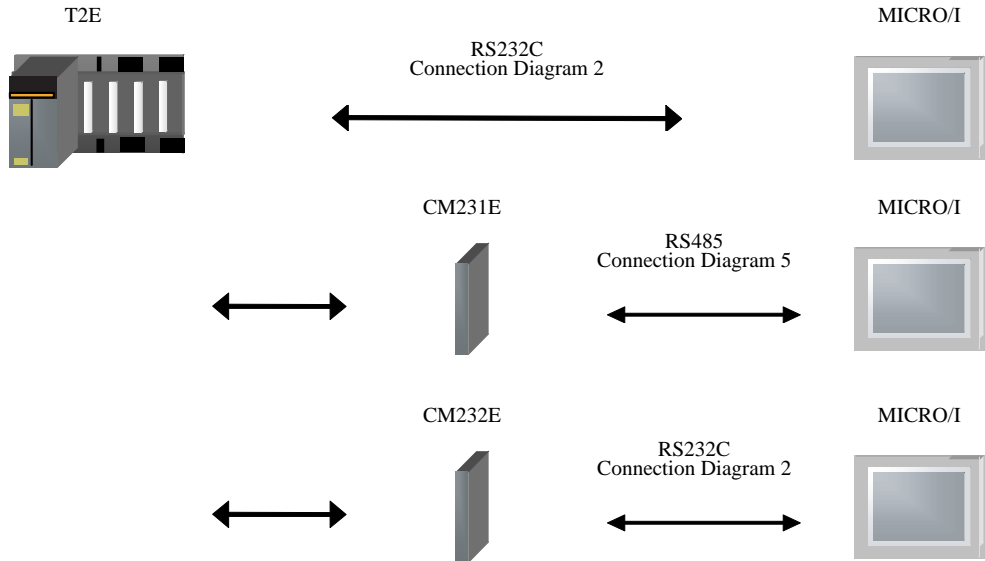 T2E
MICRO/I
RS232C
Connection Diagram 2
CM231E
MICRO/I
RS485
Connection Diagram 5
CM232E
MICRO/I
RS232C
Connection Diagram 2